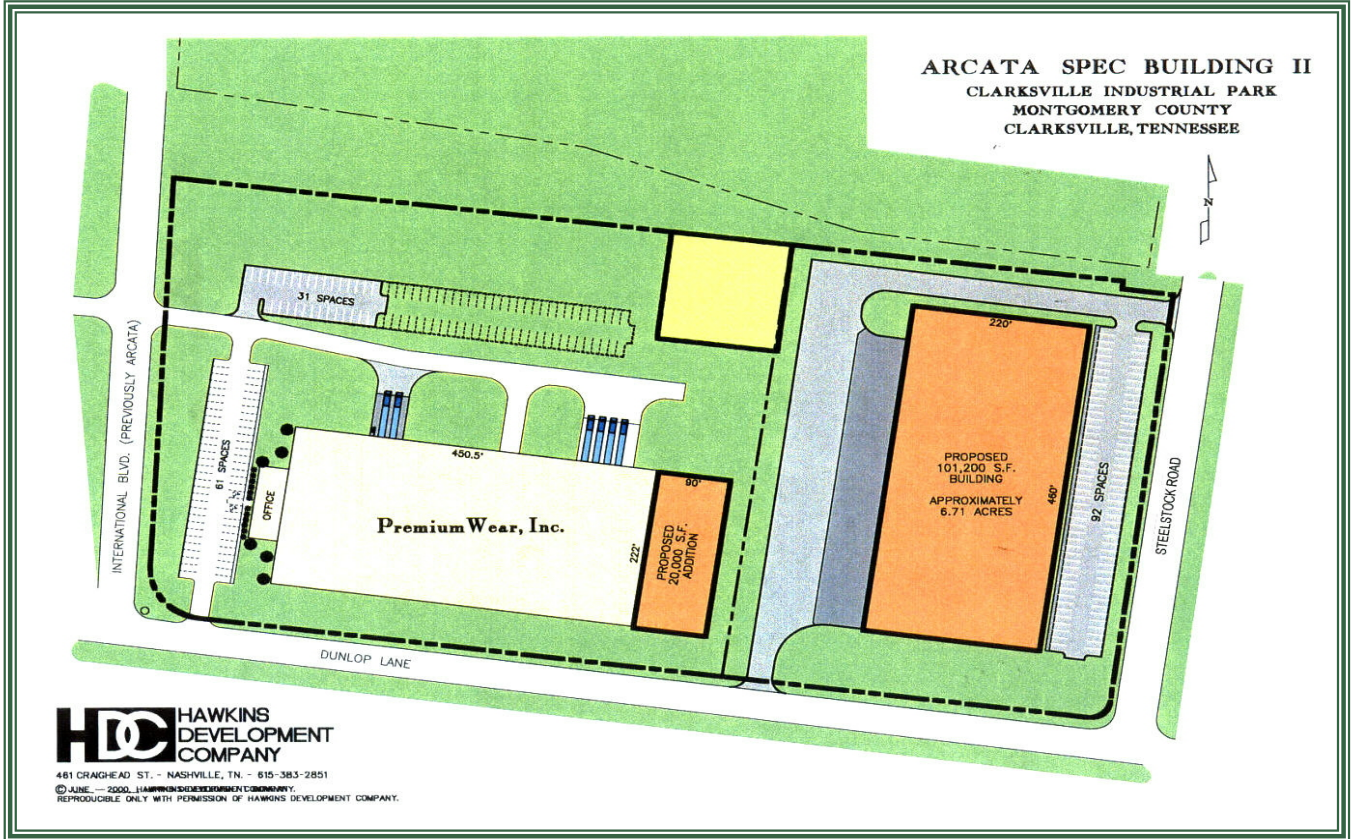 ARCATA SPEC BUILDING II
CLARKSVILLE INDUSTRIAL PARK
MONTGOMERY COUNTY
CLARKSVILLE, TENNESSEE
N
31 SPACES
INTERNATIONAL BLVD. (PREVIOUSLY ARCATA)
61 SPACES
OFFICE
450.5'
PremiumWear, Inc.
222'
90'
PROPOSED
20,000 S.F.
ADDITION
220'
PROPOSED
101,200 S.F.
BUILDING
APPROXIMATELY
6.71 ACRES
460'
92 SPACES
STEELSTOCK ROAD
DUNLOP LANE
HDC
HAWKINS
DEVELOPMENT
COMPANY
461 CRAIGHEAD ST. - NASHVILLE, TN. - 615-383-2851
© JUNE — 2000, HAWKINS DEVELOPMENT COMPANY.
REPRODUCIBLE ONLY WITH PERMISSION OF HAWKINS DEVELOPMENT COMPANY.